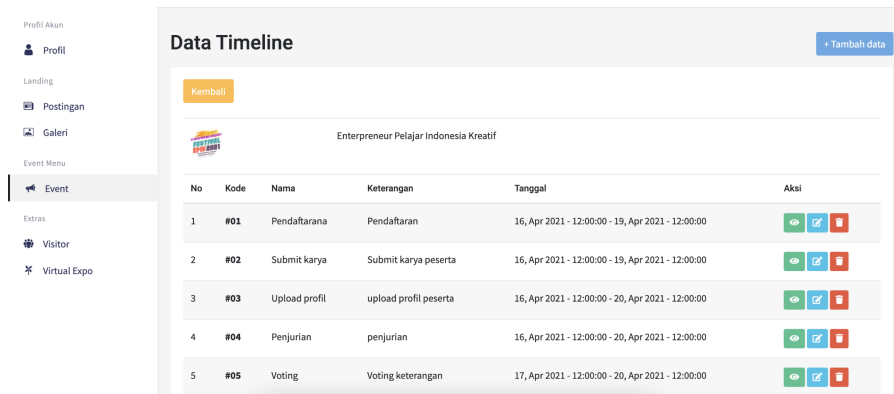 Profil Akun
Profil
Landing
Postingan
Galeri
Event Menu
Event
Extras
Visitor
Virtual Expo
Data Timeline
+ Tambah data
Kembali
FESTIVAL
EPIK 2021
Enterpreneur Pelajar Indonesia Kreatif
No Kode Nama Keterangan Tanggal Aksi
1 #01 Pendaftarana Pendaftaran 16, Apr 2021 - 12:00:00 - 19, Apr 2021 - 12:00:00
2 #02 Submit karya Submit karya peserta 16, Apr 2021 - 12:00:00 - 19, Apr 2021 - 12:00:00
3 #03 Upload profil upload profil peserta 16, Apr 2021 - 12:00:00 - 20, Apr 2021 - 12:00:00
4 #04 Penjurian penjurian 16, Apr 2021 - 12:00:00 - 20, Apr 2021 - 12:00:00
5 #05 Voting Voting keterangan 17, Apr 2021 - 12:00:00 - 20, Apr 2021 - 12:00:00